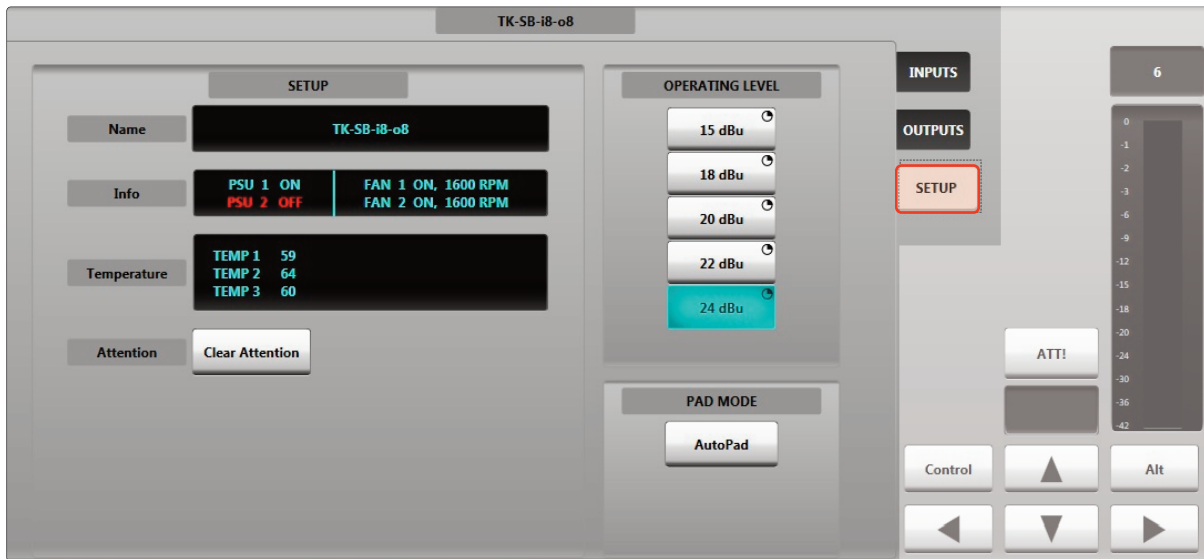 TK-SB-i8-o8
SETUP
Name
TK-SB-i8-o8
Info
PSU 1 ON
PSU 2 OFF
FAN 1 ON, 1600 RPM
FAN 2 ON, 1600 RPM
Temperature
TEMP 1 59
TEMP 2 64
TEMP 3 60
Attention
Clear Attention
OPERATING LEVEL
15 dBu
18 dBu
20 dBu
22 dBu
24 dBu
PAD MODE
AutoPad
INPUTS
OUTPUTS
SETUP
6
0
-1
-2
-3
-6
-9
-12
-15
-18
-20
-24
-30
-36
-42
ATT!
Control
Alt